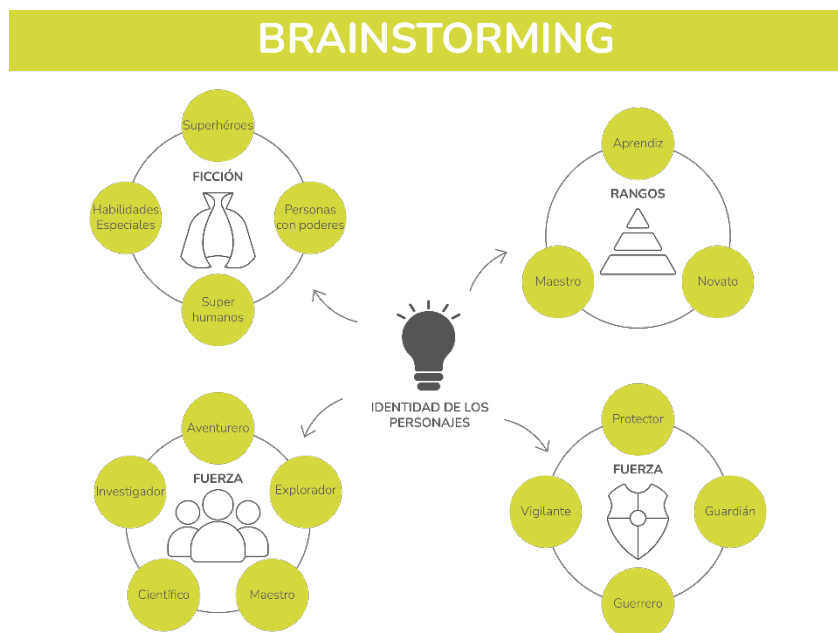 BRAINSTORMING
Superhéroes
FICCIÓN
Habilidades
Especiales
Personas
con poderes
Super
humanos
Aprendiz
RANGOS
Maestro
Novato
IDENTIDAD DE LOS
PERSONAJES
Aventurero
FUERZA
Investigador
Explorador
Científico
Maestro
Protector
FUERZA
Vigilante
Guardián
Guerrero